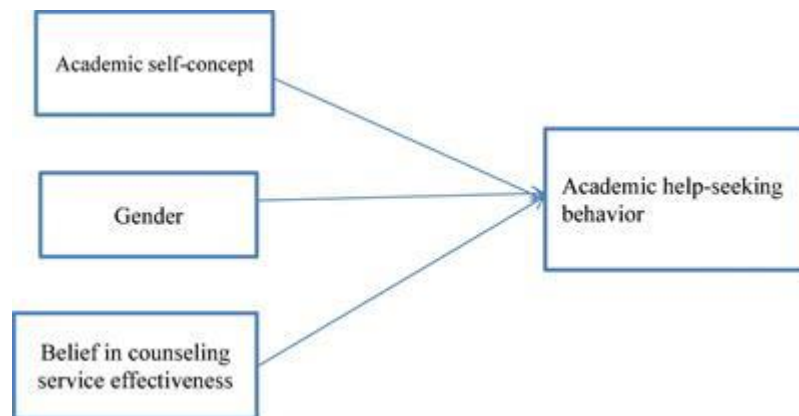 Academic self-concept
Gender
Belief in counseling
service effectiveness
Academic help-seeking
behavior